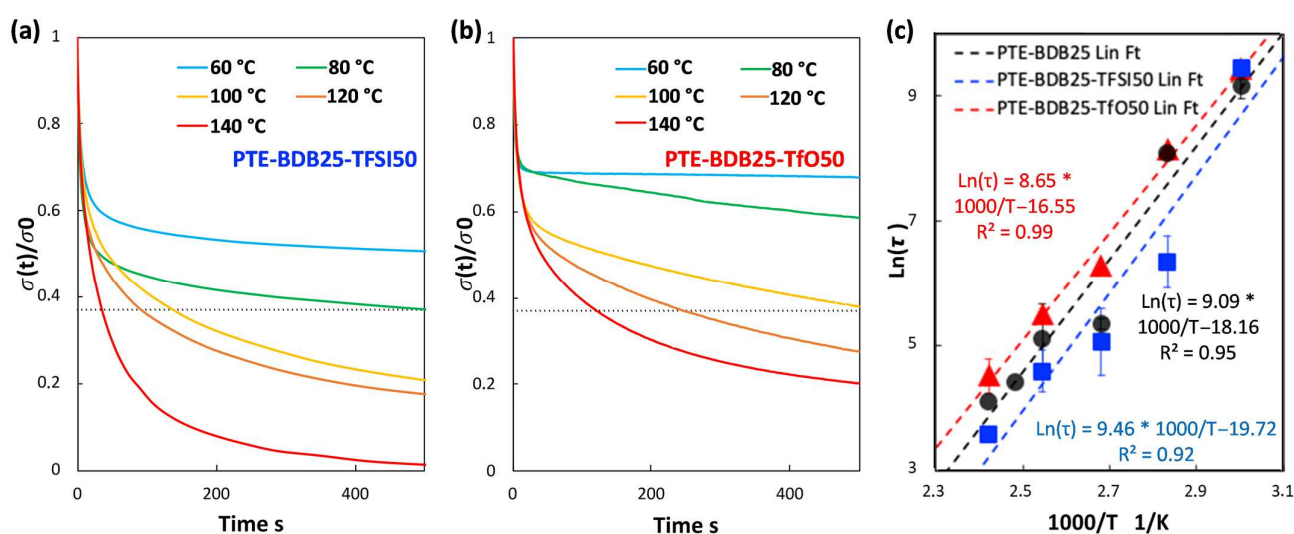 (a)
1
0.8
0.6
0.4
0.2
0
σ(t)/σ0
60 °C
80 °C
100 °C
120 °C
140 °C
PTE-BDB25-TFSI50
0
200
400
Time s
(b)
1
0.8
0.6
0.4
0.2
0
σ(t)/σ0
60 °C
80 °C
100 °C
120 °C
140 °C
PTE-BDB25-TfO50
0
200
400
Time s
(c)
9
7
5
3
Ln(τ)
PTE-BDB25 Lin Ft
PTE-BDB25-TFSI50 Lin Ft
PTE-BDB25-TfO50 Lin Ft
Ln(τ) = 8.65 *
1000/T−16.55
R² = 0.99
Ln(τ) = 9.09 *
1000/T-18.16
R² = 0.95
Ln(τ) = 9.46 * 1000/T−19.72
R² = 0.92
2.3
2.5
2.7
2.9
3.1
1000/T 1/K